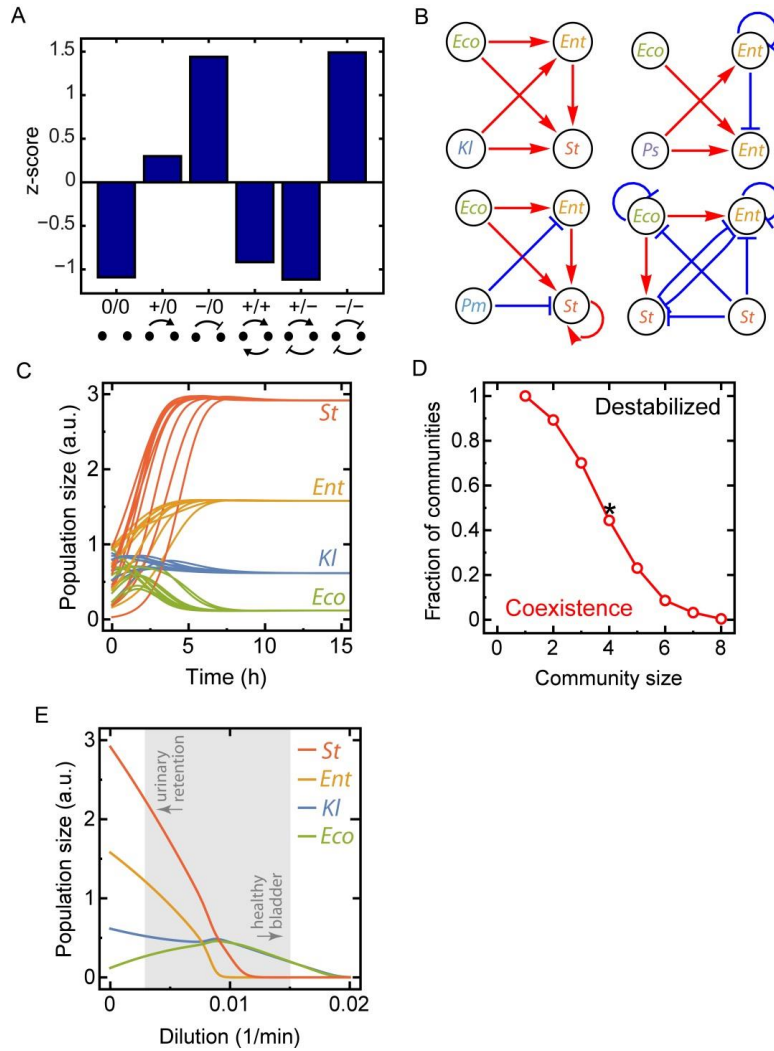 A
z-score
1.5
1
0.5
0
−0.5
−1
0/0 +/0 −/0 +/+ +/− −/−
B
Eco Ent
Kl St
Eco Ent
Ps Ent
Eco Ent
Pm St
Eco Ent
St St
C
Population size (a.u.)
3
2
1
0
St
Ent
Kl
Eco
0 5 10 15
Time (h)
D
Fraction of communities
1
0.8
0.6
0.4
0.2
0
Destabilized
*
Coexistence
0 2 4 6 8
Community size
E
Population size (a.u.)
3
2
1
0
urinary
retention
healthy
bladder
St
Ent
Kl
Eco
0 0.01 0.02
Dilution (1/min)